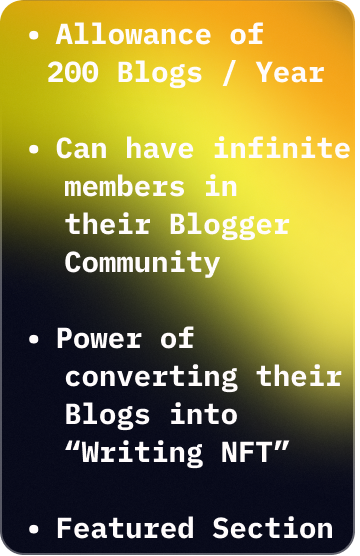 • Allowance of
200 Blogs / Year
• Can have infinite
members in
their Blogger
Community
• Power of
converting their
Blogs into
“Writing NFT”
• Featured Section